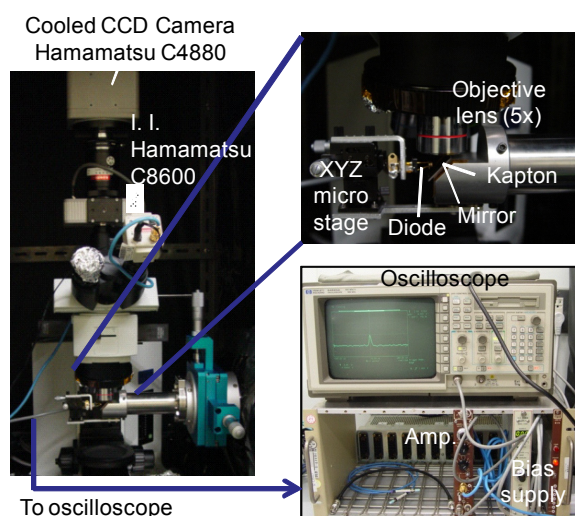 Cooled CCD Camera
Hamamatsu C4880
I. I.
Hamamatsu
C8600
Objective
lens (5x)
XYZ
micro
stage
Kapton
Diode
Mirror
Oscilloscope
Amp.
Bias
supply
To oscilloscope